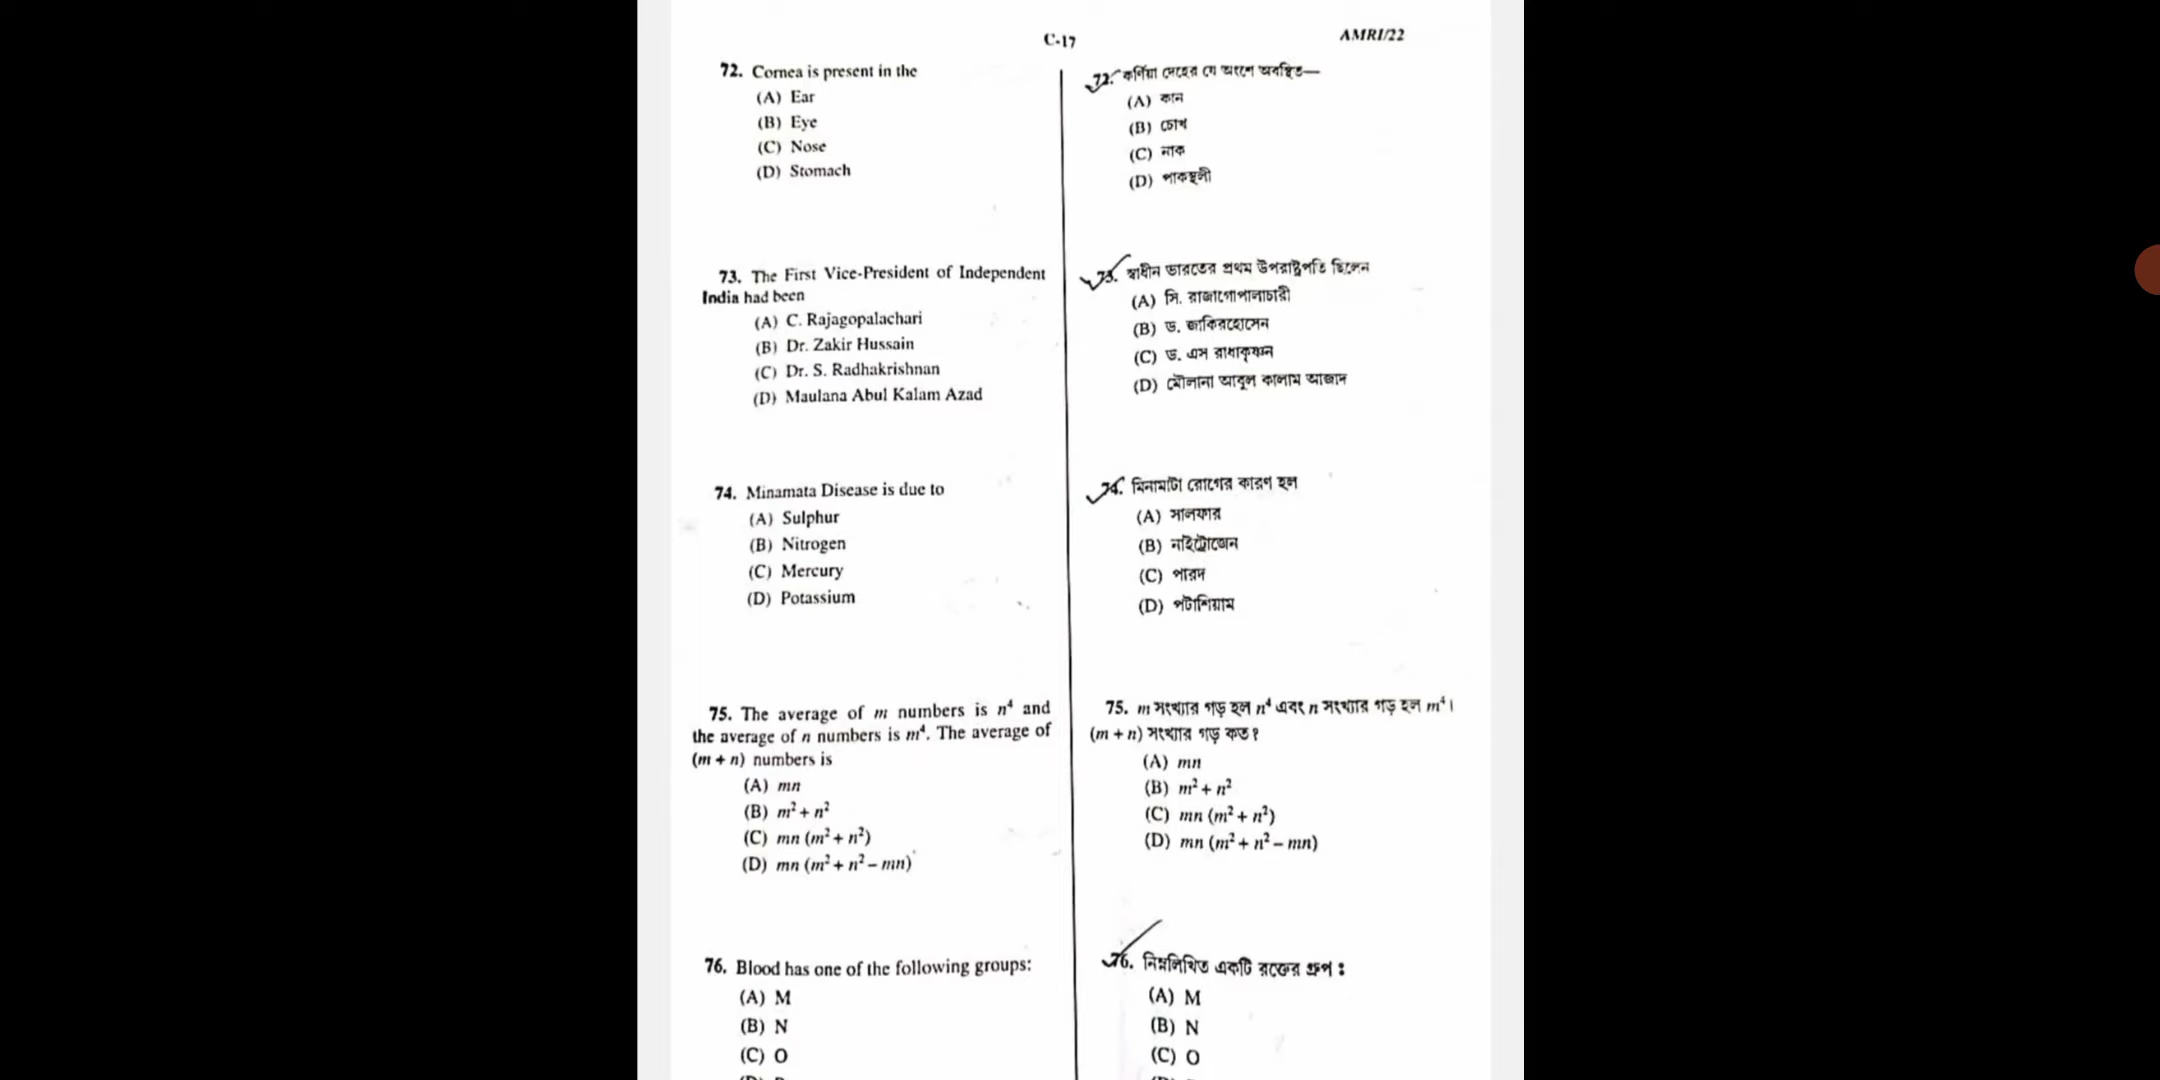 C-17
AMRI/22
72. Cornea is present in the
(A) Ear
(B) Eye
(C) Nose
(D) Stomach
73. The First Vice-President of Independent
India had been
(A) C. Rajagopalachari
(B) Dr. Zakir Hussain
(C) Dr. S. Radhakrishnan
(D) Maulana Abul Kalam Azad
74. Minamata Disease is due to
(A) Sulphur
(B) Nitrogen
(C) Mercury
(D) Potassium
75. The average of m numbers is n⁴ and
the average of n numbers is m⁴. The average of
(m + n) numbers is
(A) mn
(B) m² + n²
(C) mn (m² + n²)
(D) mn (m² + n² – mn)
76. Blood has one of the following groups:
(A) M
(B) N
(C) O
72. কর্ণিয়া দেহের যে অংশে অবস্থিত—
(A) কান
(B) চোখ
(C) নাক
(D) পাকস্থলী
73. স্বাধীন ভারতের প্রথম উপরাষ্ট্রপতি ছিলেন
(A) সি. রাজাগোপালাচারী
(B) ড. জাকিরহোসেন
(C) ড. এস রাধাকৃষ্ণন
(D) মৌলানা আবুল কালাম আজাদ
74. মিনামাটা রোগের কারণ হল
(A) সালফার
(B) নাইট্রোজেন
(C) পারদ
(D) পটাশিয়াম
75. m সংখ্যার গড় হল n⁴ এবং n সংখ্যার গড় হল m⁴।
(m + n) সংখ্যার গড় কত?
(A) mn
(B) m² + n²
(C) mn (m² + n²)
(D) mn (m² + n² – mn)
76. নিম্নলিখিত একটি রক্তের গ্রুপ :
(A) M
(B) N
(C) O